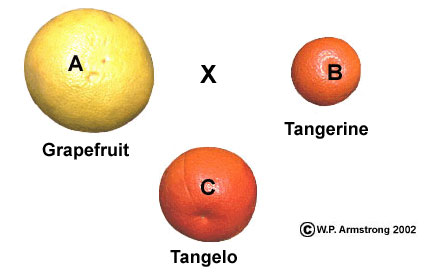 A
X
B
Grapefruit
Tangerine
C
Tangelo
©W.P. Armstrong 2002